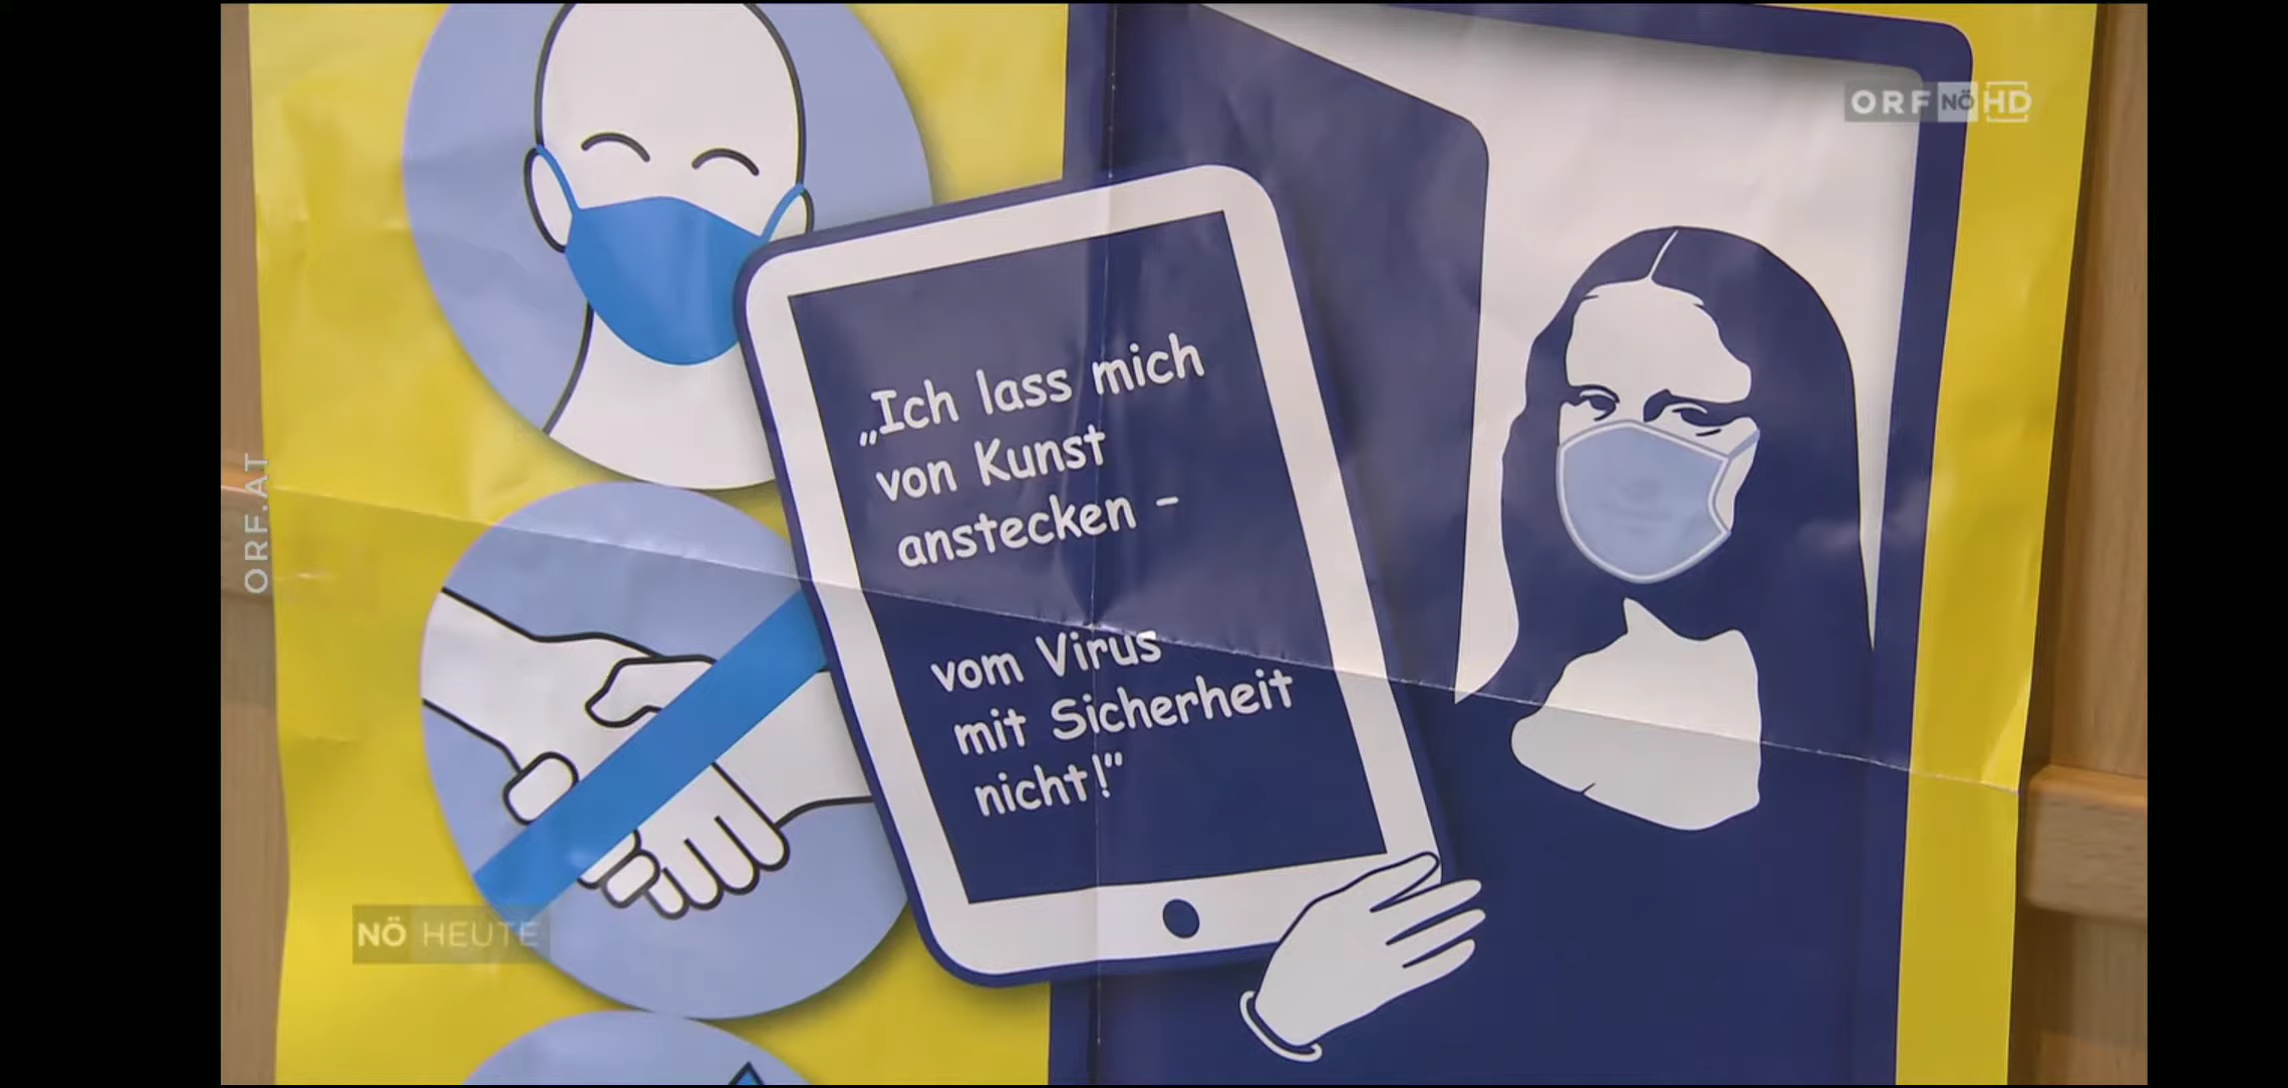 ORF NÖ HD
„Ich lass mich
von Kunst
anstecken –
vom Virus
mit Sicherheit
nicht!"
ORF.AT
NÖ HEUTE